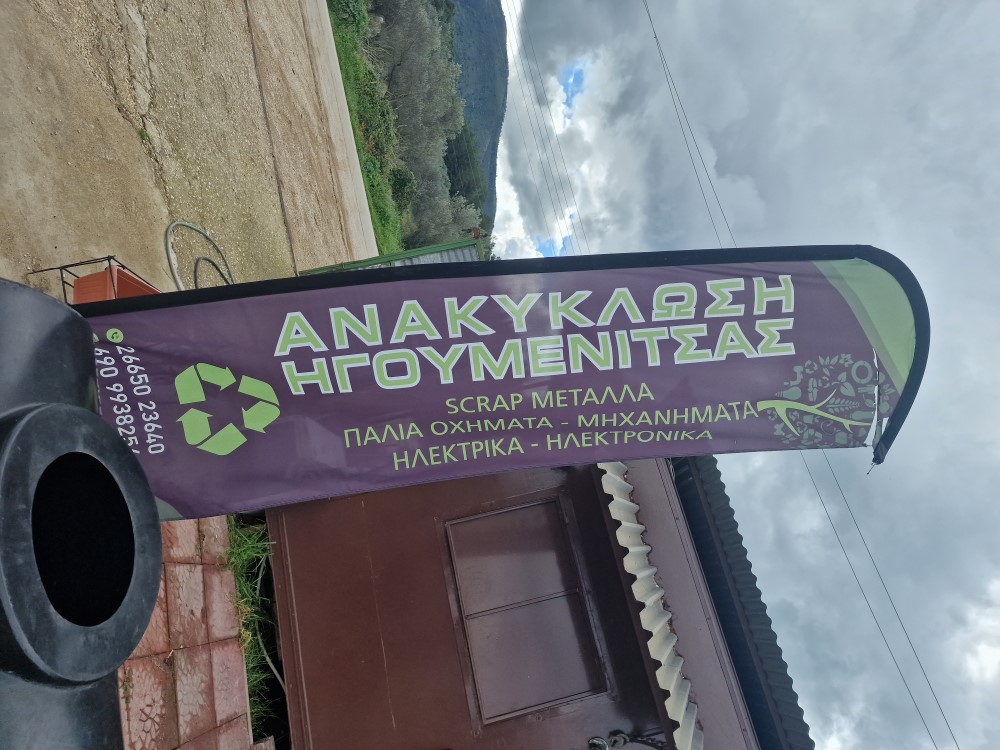 ΑΝΑΚΥΚΛΩΣΗ
ΗΓΟΥΜΕΝΙΤΣΑΣ
SCRAP ΜΕΤΑΛΛΑ
ΠΑΛΙΑ ΟΧΗΜΑΤΑ - ΜΗΧΑΝΗΜΑΤΑ
ΗΛΕΚΤΡΙΚΑ - ΗΛΕΚΤΡΟΝΙΚΑ
26650 23640